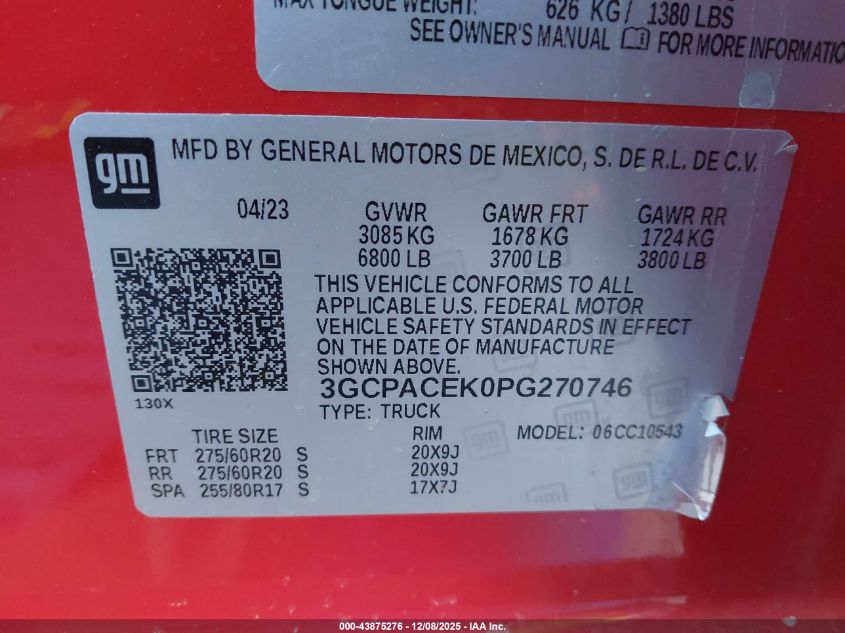 MAX TONGUE WEIGHT: 626 KG/ 1380 LBS
SEE OWNER'S MANUAL FOR MORE INFORMATION
gm
MFD BY GENERAL MOTORS DE MEXICO, S. DE R.L. DE C.V.
04/23 GVWR GAWR FRT GAWR RR
3085 KG 1678 KG 1724 KG
6800 LB 3700 LB 3800 LB
THIS VEHICLE CONFORMS TO ALL
APPLICABLE U.S. FEDERAL MOTOR
VEHICLE SAFETY STANDARDS IN EFFECT
ON THE DATE OF MANUFACTURE
SHOWN ABOVE.
3GCPACEK0PG270746
130X
TYPE: TRUCK
TIRE SIZE RIM MODEL: 06CC10543
FRT 275/60R20 S 20X9J
RR 275/60R20 S 20X9J
SPA 255/80R17 S 17X7J
000-43875276 - 12/08/2025 - IAA Inc.